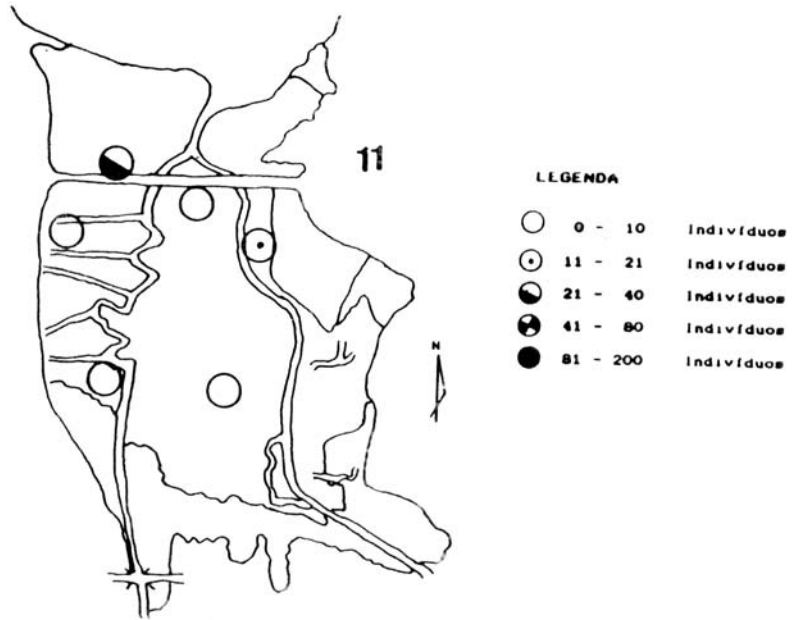 11
LEGENDA
0 - 10 Indivíduos
11 - 21 Indivíduos
21 - 40 Indivíduos
41 - 80 Indivíduos
81 - 200 Indivíduos
N